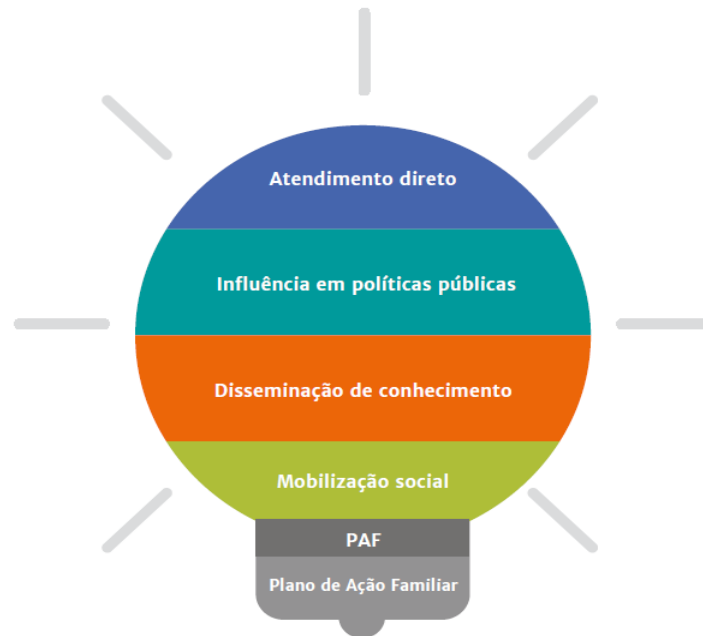 Atendimento direto
Influência em políticas públicas
Disseminação de conhecimento
Mobilização social
PAF
Plano de Ação Familiar